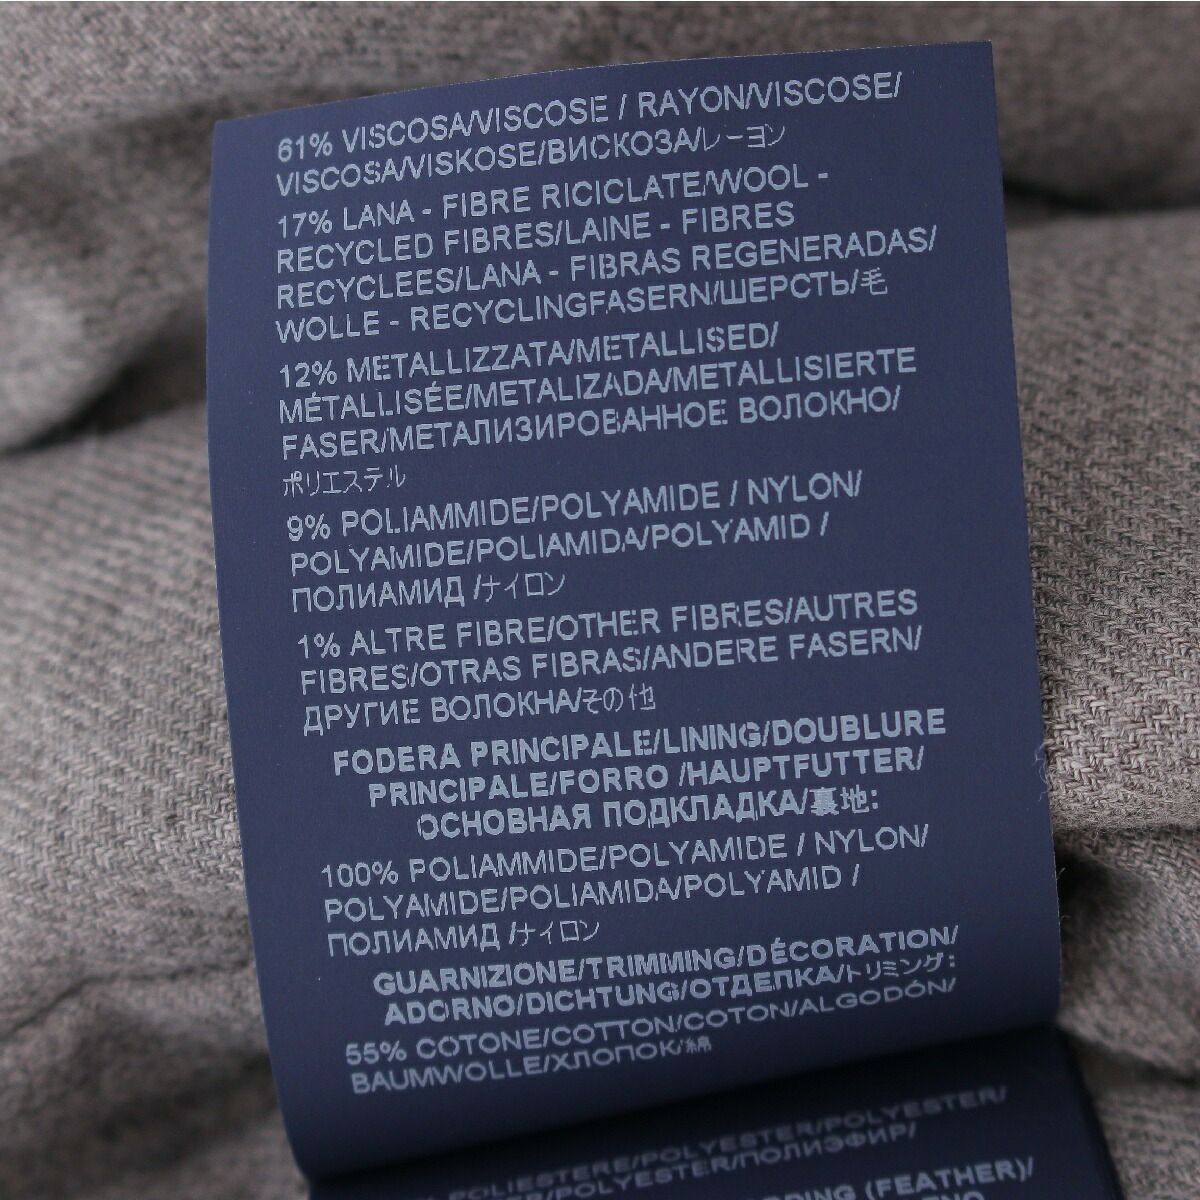 61% VISCOSA/VISCOSE / RAYON/VISCOSE/
VISCOSA/VISKOSE/ВИСКОЗА/レーヨン
17% LANA - FIBRE RICICLATE/WOOL -
RECYCLED FIBRES/LAINE - FIBRES
RECYCLEES/LANA - FIBRAS REGENERADAS/
WOLLE - RECYCLINGFASERN/ШЕРСТЬ/毛
12% METALLIZZATA/METALLISED/
MÉTALLISÉE/METALIZADA/METALLISIERTE
FASER/МЕТАЛИЗИРОВАННОЕ ВОЛОКНО/
ポリエステル
9% POLIAMMIDE/POLYAMIDE / NYLON/
POLYAMIDE/POLIAMIDA/POLYAMID /
ПОЛИАМИД /ナイロン
1% ALTRE FIBRE/OTHER FIBRES/AUTRES
FIBRES/OTRAS FIBRAS/ANDERE FASERN/
ДРУГИЕ ВОЛОКНА/その他
FODERA PRINCIPALE/LINING/DOUBLURE
PRINCIPALE/FORRO /HAUPTFUTTER/
ОСНОВНАЯ ПОДКЛАДКА/裏地:
100% POLIAMMIDE/POLYAMIDE / NYLON/
POLYAMIDE/POLIAMIDA/POLYAMID /
ПОЛИАМИД /ナイロン
GUARNIZIONE/TRIMMING/DÉCORATION/
ADORNO/DICHTUNG/ОТДЕПКА/トリミング:
55% COTONE/COTTON/COTON/ALGODÓN/
BAUMWOLLE/ХЛОПОК/綿
POLIESTERE/POLYESTER/POLYESTER/
POLYESTER/ПОЛИЭФИР/
(FEATHER)/